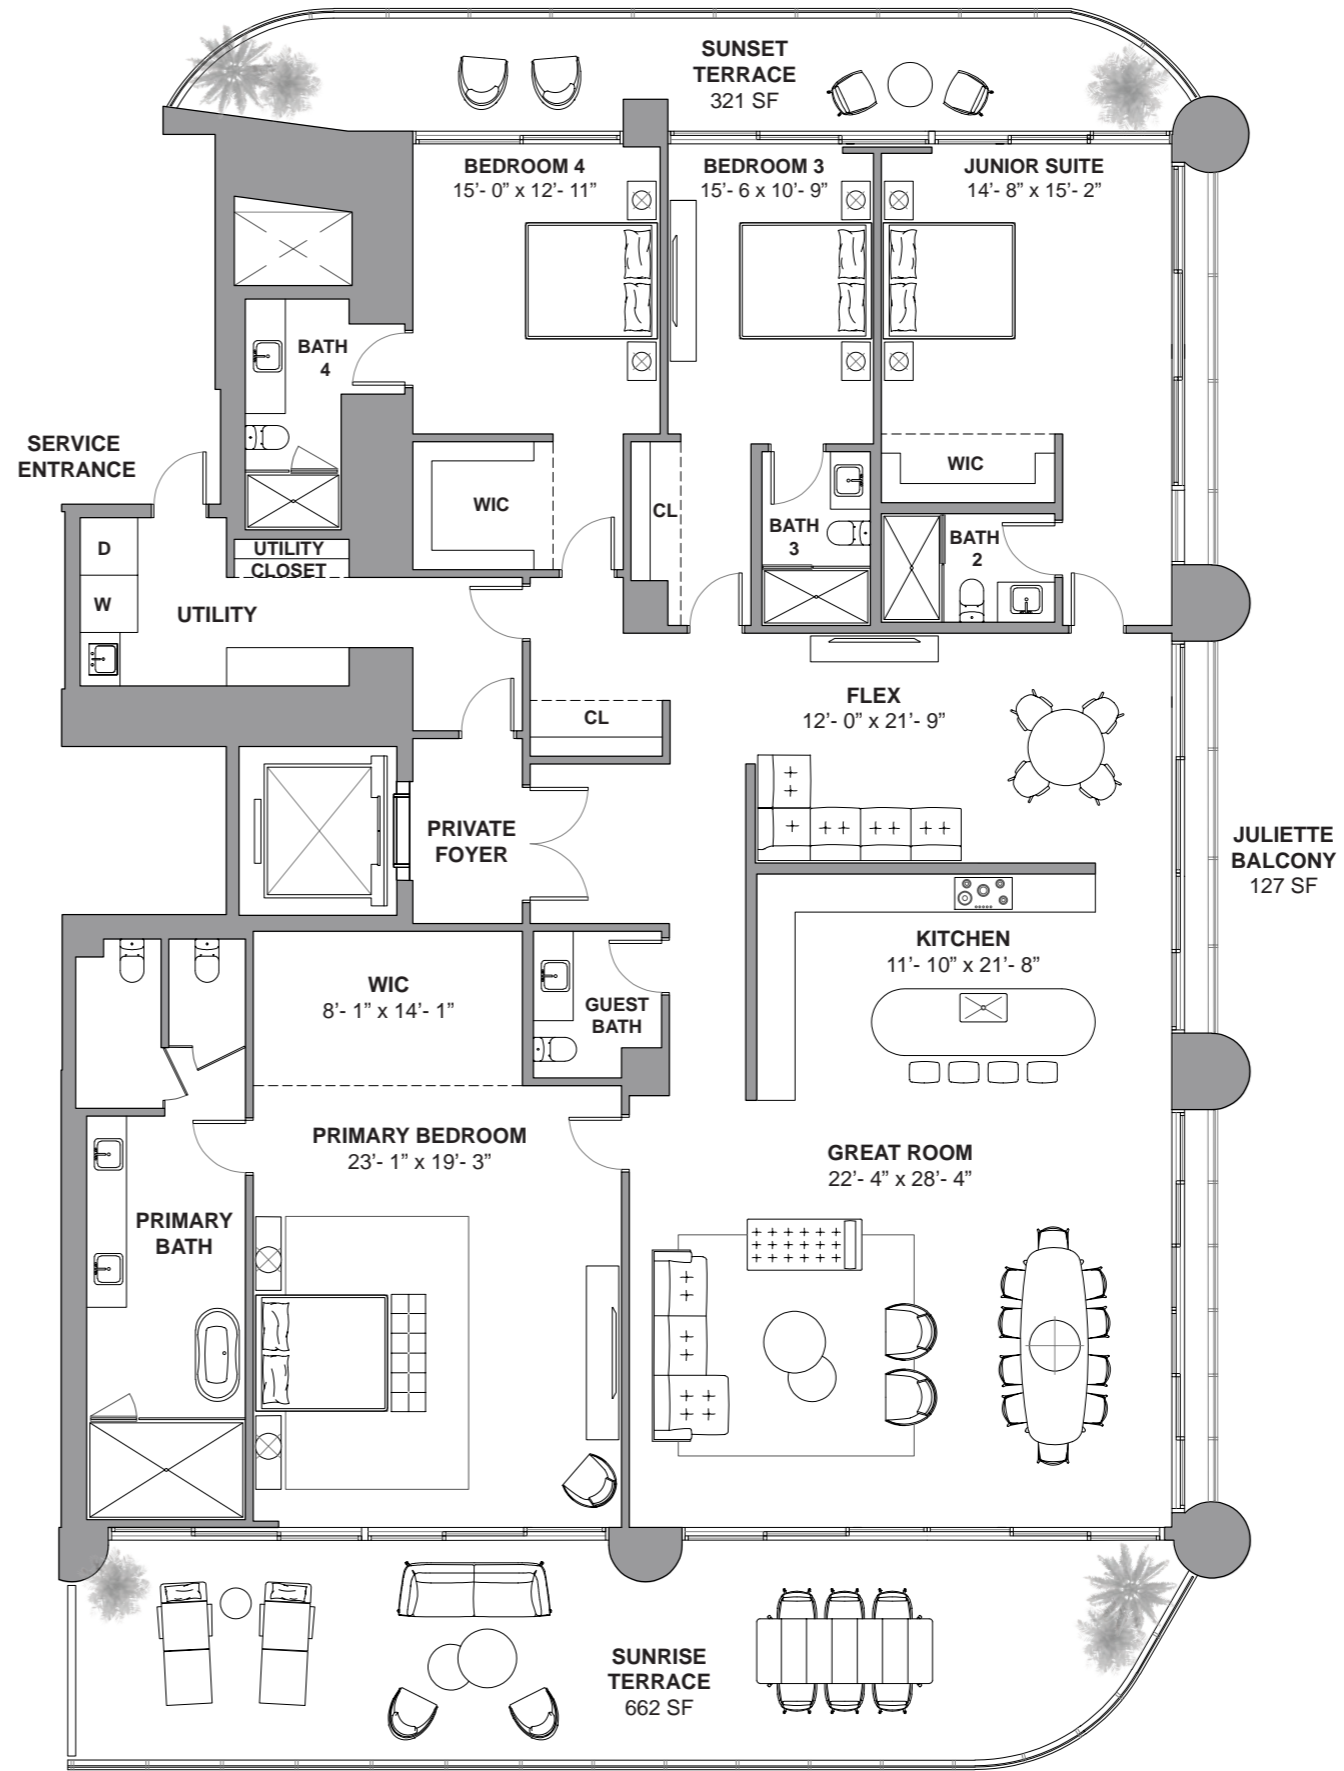 SUNSET
TERRACE
321 SF
BEDROOM 4
15’- 0” x 12’- 11”
BEDROOM 3
15’- 6 x 10’- 9”
JUNIOR SUITE
14’- 8” x 15’- 2”
BATH
4
SERVICE
ENTRANCE
WIC
CL
WIC
BATH
3
BATH
2
D
W
UTILITY
CLOSET
UTILITY
CL
FLEX
12’- 0” x 21’- 9”
PRIVATE
FOYER
JULIETTE
BALCONY
127 SF
KITCHEN
11’- 10” x 21’- 8”
WIC
8’- 1” x 14’- 1”
GUEST
BATH
PRIMARY BEDROOM
23’- 1” x 19’- 3”
GREAT ROOM
22’- 4” x 28’- 4”
PRIMARY
BATH
SUNRISE
TERRACE
662 SF